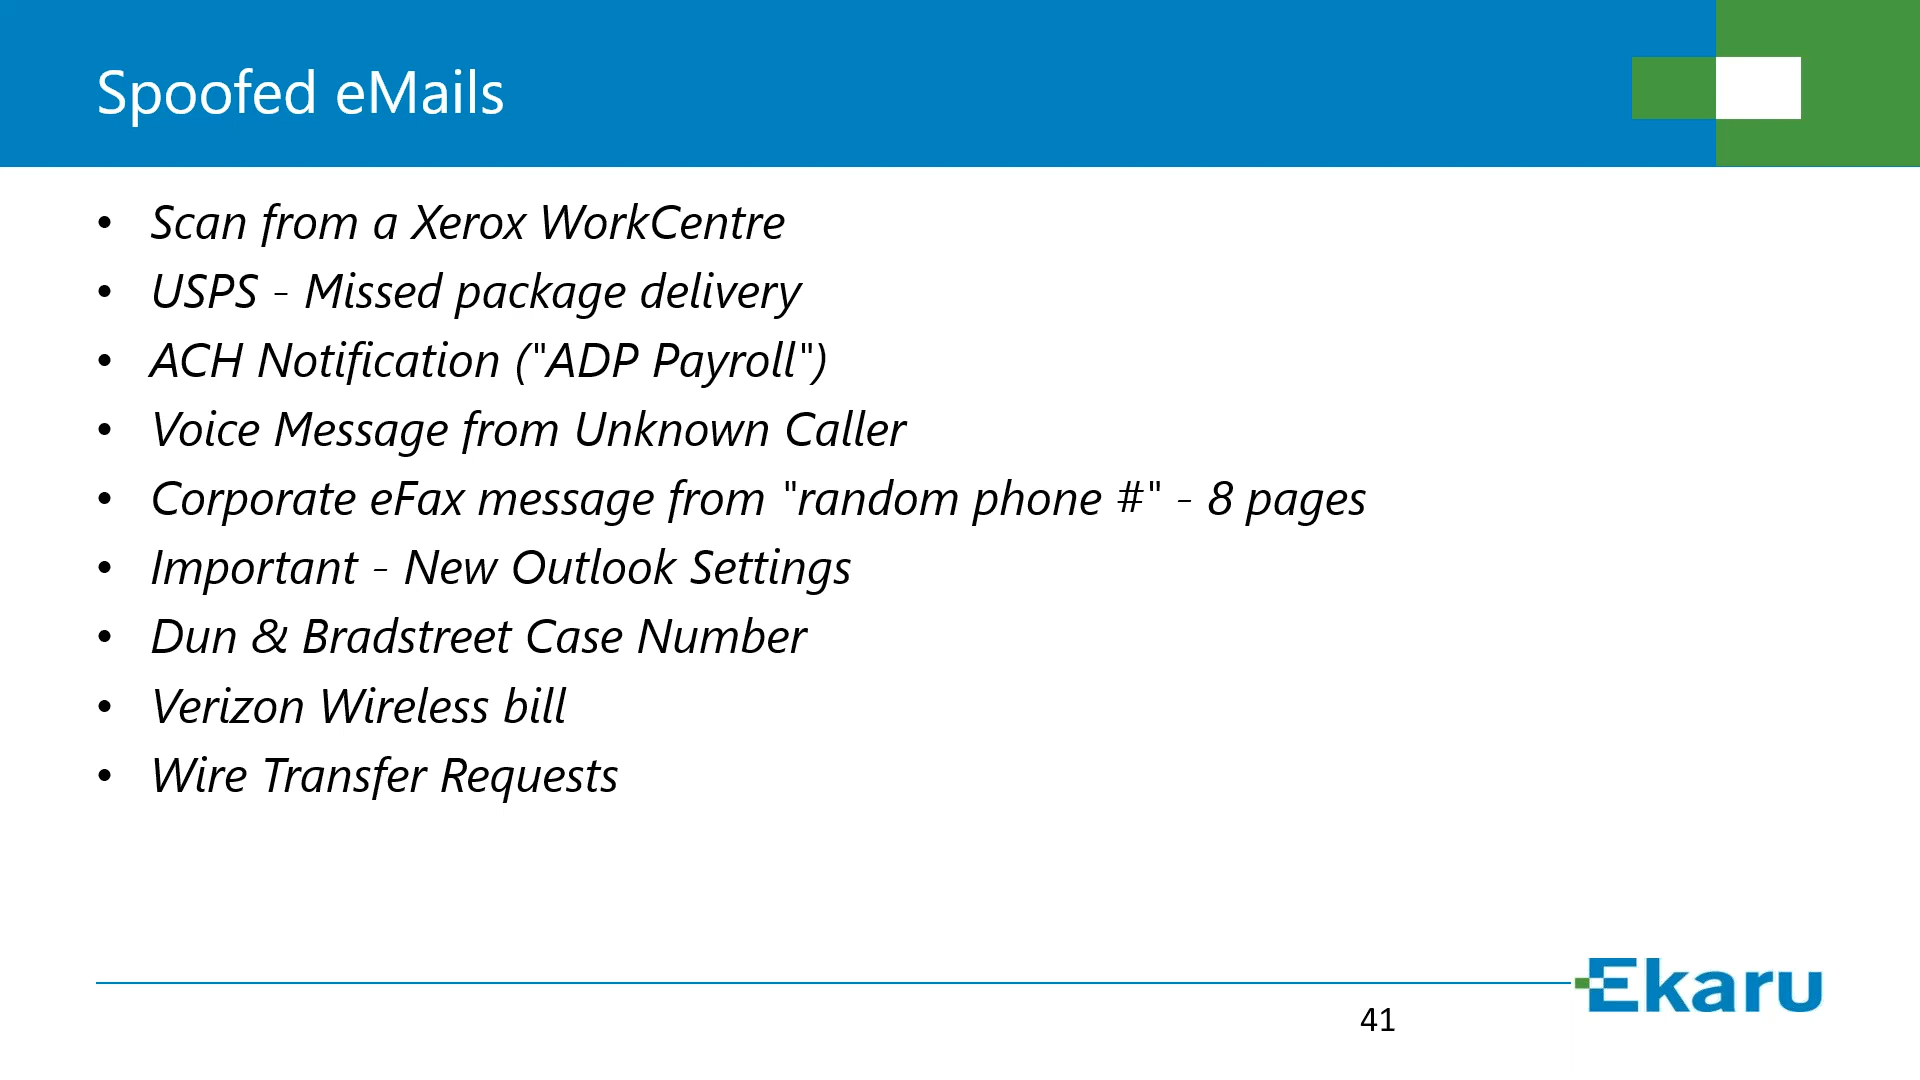 Spoofed eMails
• Scan from a Xerox WorkCentre
• USPS - Missed package delivery
• ACH Notification ("ADP Payroll")
• Voice Message from Unknown Caller
• Corporate eFax message from "random phone #" - 8 pages
• Important - New Outlook Settings
• Dun & Bradstreet Case Number
• Verizon Wireless bill
• Wire Transfer Requests
Ekaru
41